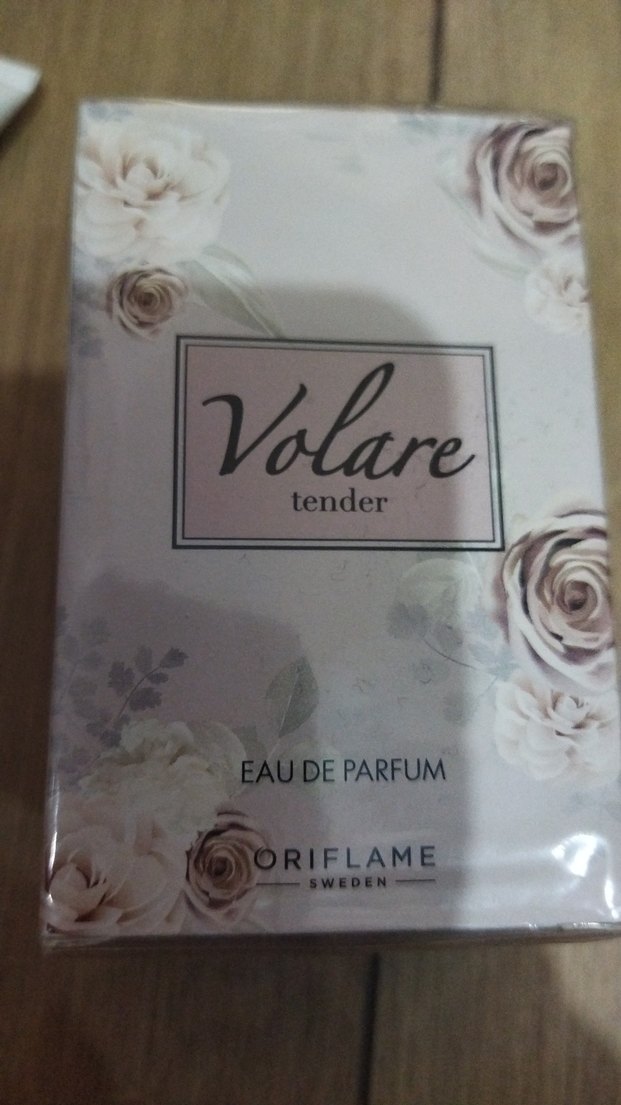 Volare
tender
EAU DE PARFUM
ORIFLAME
SWEDEN